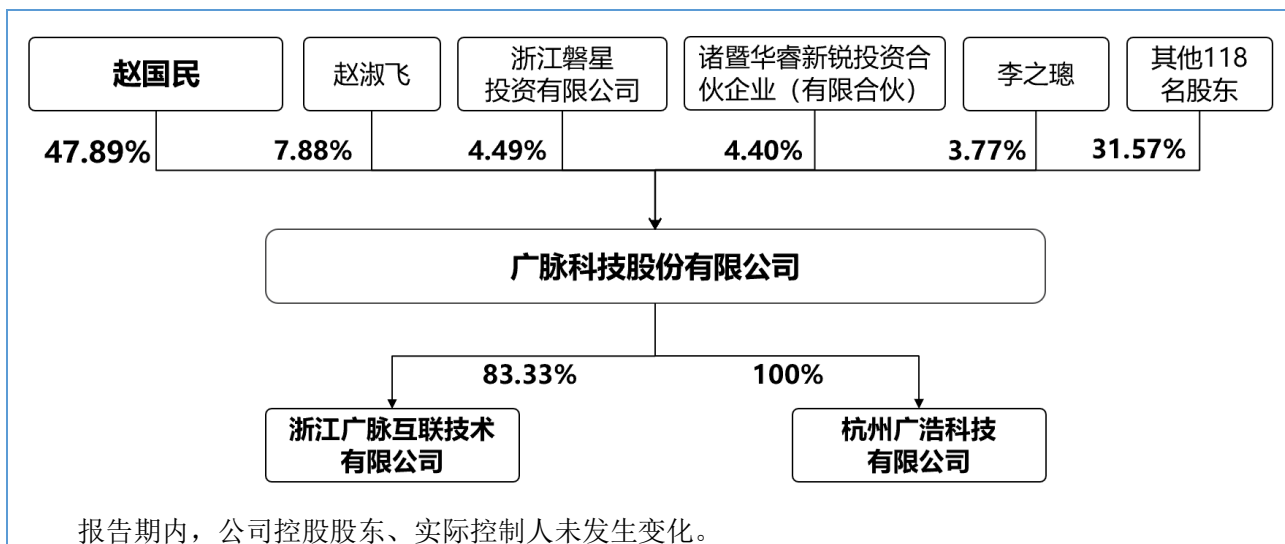 赵国民
赵淑飞
浙江磐星
投资有限公司
诸暨华睿新锐投资合
伙企业（有限合伙）
李之璁
其他118
名股东
47.89%
7.88%
4.49%
4.40%
3.77%
31.57%
广脉科技股份有限公司
83.33%
100%
浙江广脉互联技术
有限公司
杭州广浩科技
有限公司
报告期内，公司控股股东、实际控制人未发生变化。